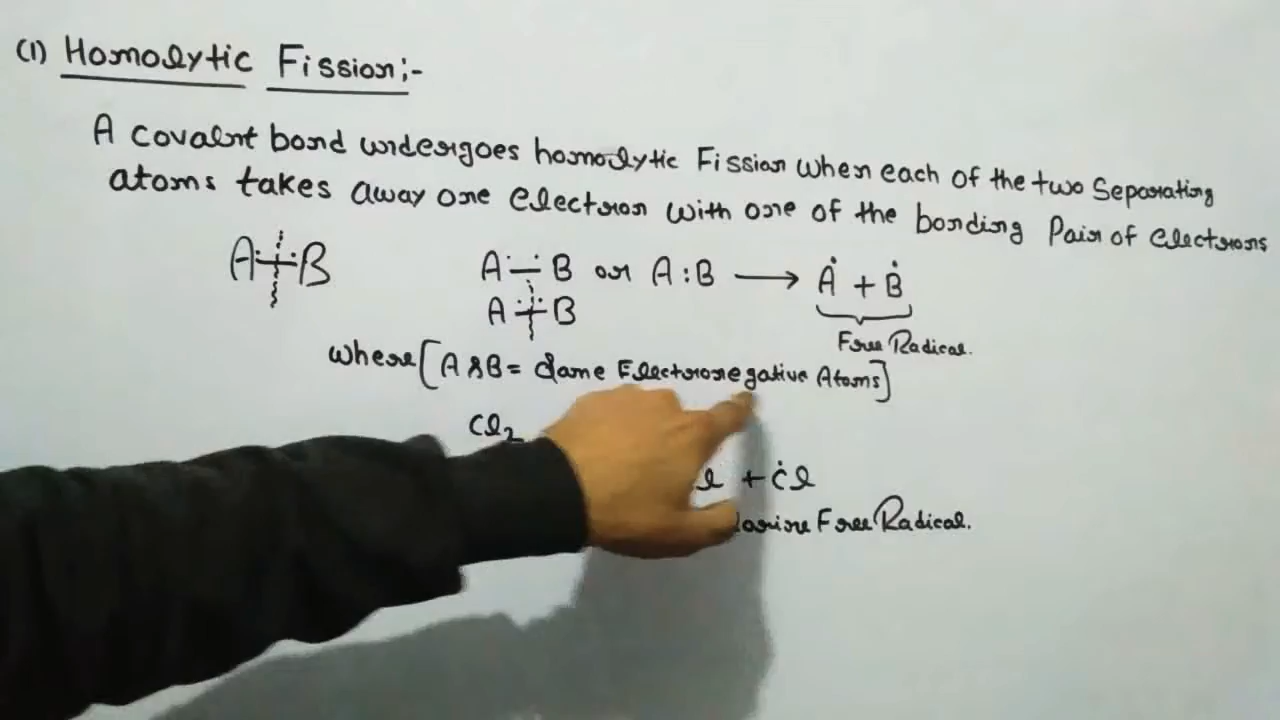 (1) Homolytic Fission:-
A covalent bond undergoes homolytic Fission when each of the two Separating
atoms takes away one electron with one of the bonding Pair of electrons
A··B A·—·B or A:B ⟶ Ȧ + Ḃ
A··B
Free Radical.
where [A & B = Same Electronegative Atoms]
Cl₂
+ Ċl
Free Radical.